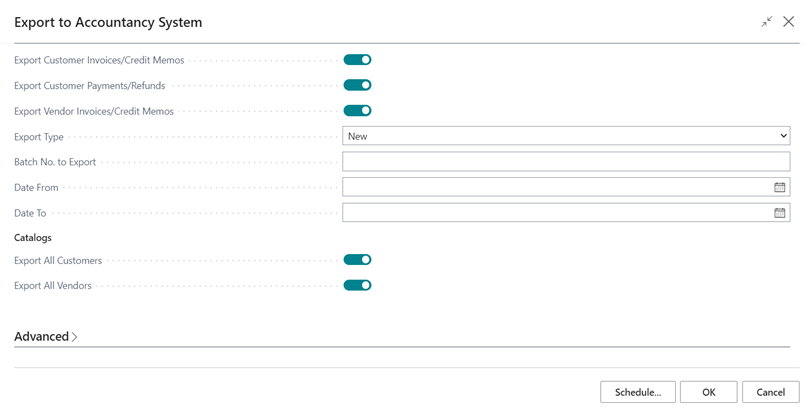 Export to Accountancy System
Export Customer Invoices/Credit Memos
Export Customer Payments/Refunds
Export Vendor Invoices/Credit Memos
Export Type New
Batch No. to Export
Date From
Date To
Catalogs
Export All Customers
Export All Vendors
Advanced
Schedule... OK Cancel